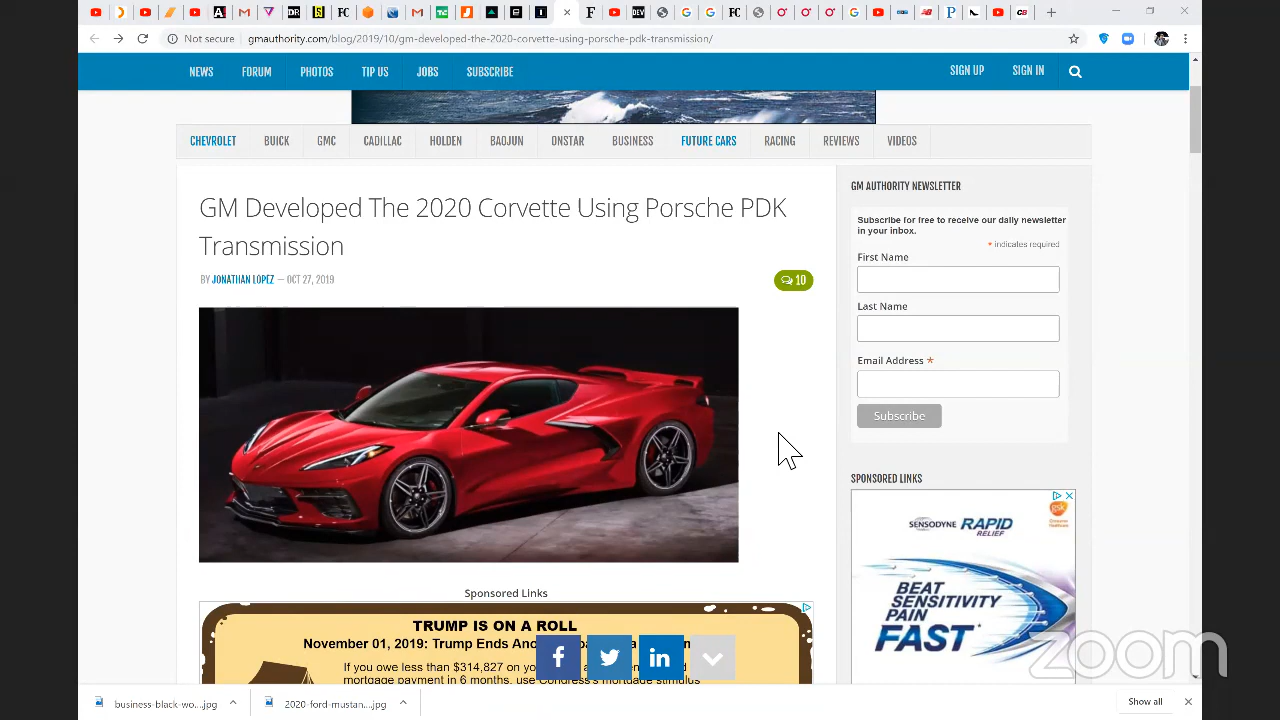 Not secure
gmauthority.com/blog/2019/10/gm-developed-the-2020-corvette-using-porsche-pdk-transmission/
NEWS FORUM PHOTOS TIP US JOBS SUBSCRIBE SIGN UP SIGN IN
CHEVROLET BUICK GMC CADILLAC HOLDEN BAOJUN ONSTAR BUSINESS FUTURE CARS RACING REVIEWS VIDEOS
GM Developed The 2020 Corvette Using Porsche PDK
Transmission
BY JONATHAN LOPEZ — OCT 27, 2019
10
Sponsored Links
TRUMP IS ON A ROLL
November 01, 2019: Trump Ends
If you owe less than $314,827 on
mortgage payment in 6 months, use Congress's mortgage stimulus
GM AUTHORITY NEWSLETTER
Subscribe for free to receive our daily newsletter
in your inbox.
* indicates required
First Name
Last Name
Email Address *
Subscribe
SPONSORED LINKS
gsk
SENSODYNE RAPID
RELIEF
BEAT
SENSITIVITY
PAIN
FAST
zoom
business-black-wo....jpg
2020-ford-mustan....jpg
Show all